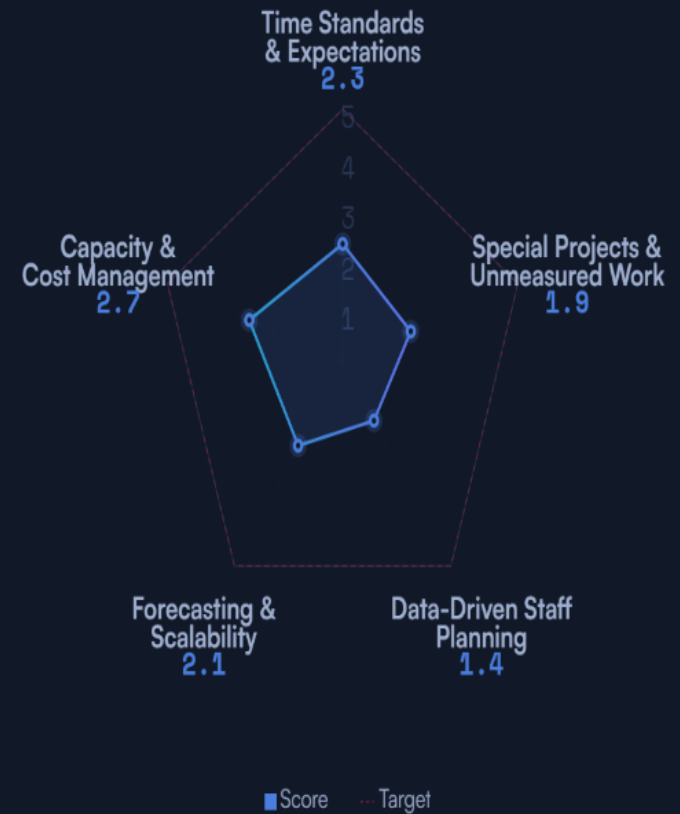 Time Standards
& Expectations
2.3
5
4
3
2
1
Capacity &
Cost Management
2.7
Special Projects &
Unmeasured Work
1.9
Forecasting &
Scalability
2.1
Data-Driven Staff
Planning
1.4
Score
Target